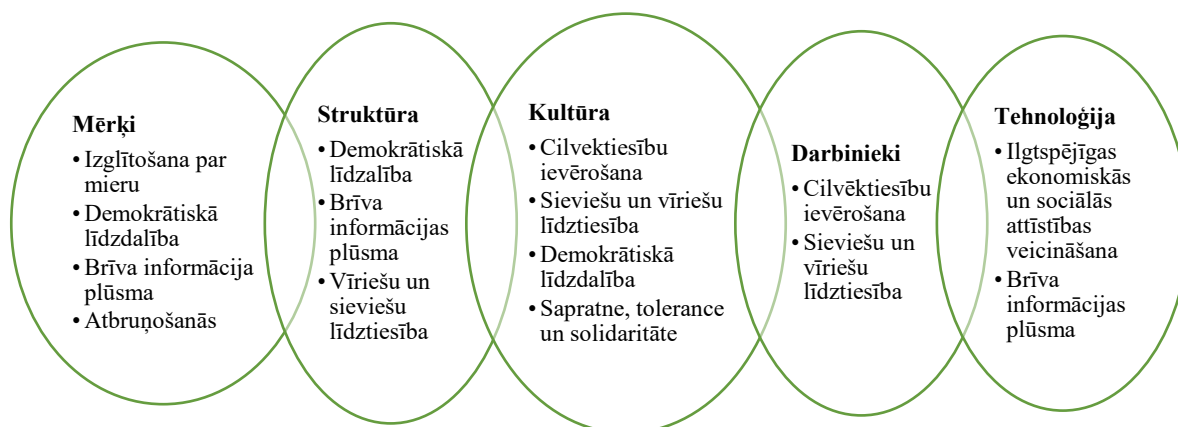 Mērķi
• Izglītošana par
mieru
• Demokrātiskā
līdzdalība
• Brīva informācija
plūsma
• Atbruņošanās
Struktūra
• Demokrātiskā
līdzalība
• Brīva
informācijas
plūsma
• Vīriešu un
sieviešu
līdztiesība
Kultūra
• Cilvektiesību
ievērošana
• Sieviešu un vīriešu
līdztiesība
• Demokrātiskā
līdzdalība
• Sapratne, tolerance
un solidaritāte
Darbinieki
• Cilvēktiesību
ievērošana
• Sieviešu un
vīriešu
līdztiesība
Tehnoloģija
• Ilgtspējīgas
ekonomiskās
un sociālās
attīstības
veicināšana
• Brīva
informācijas
plūsma